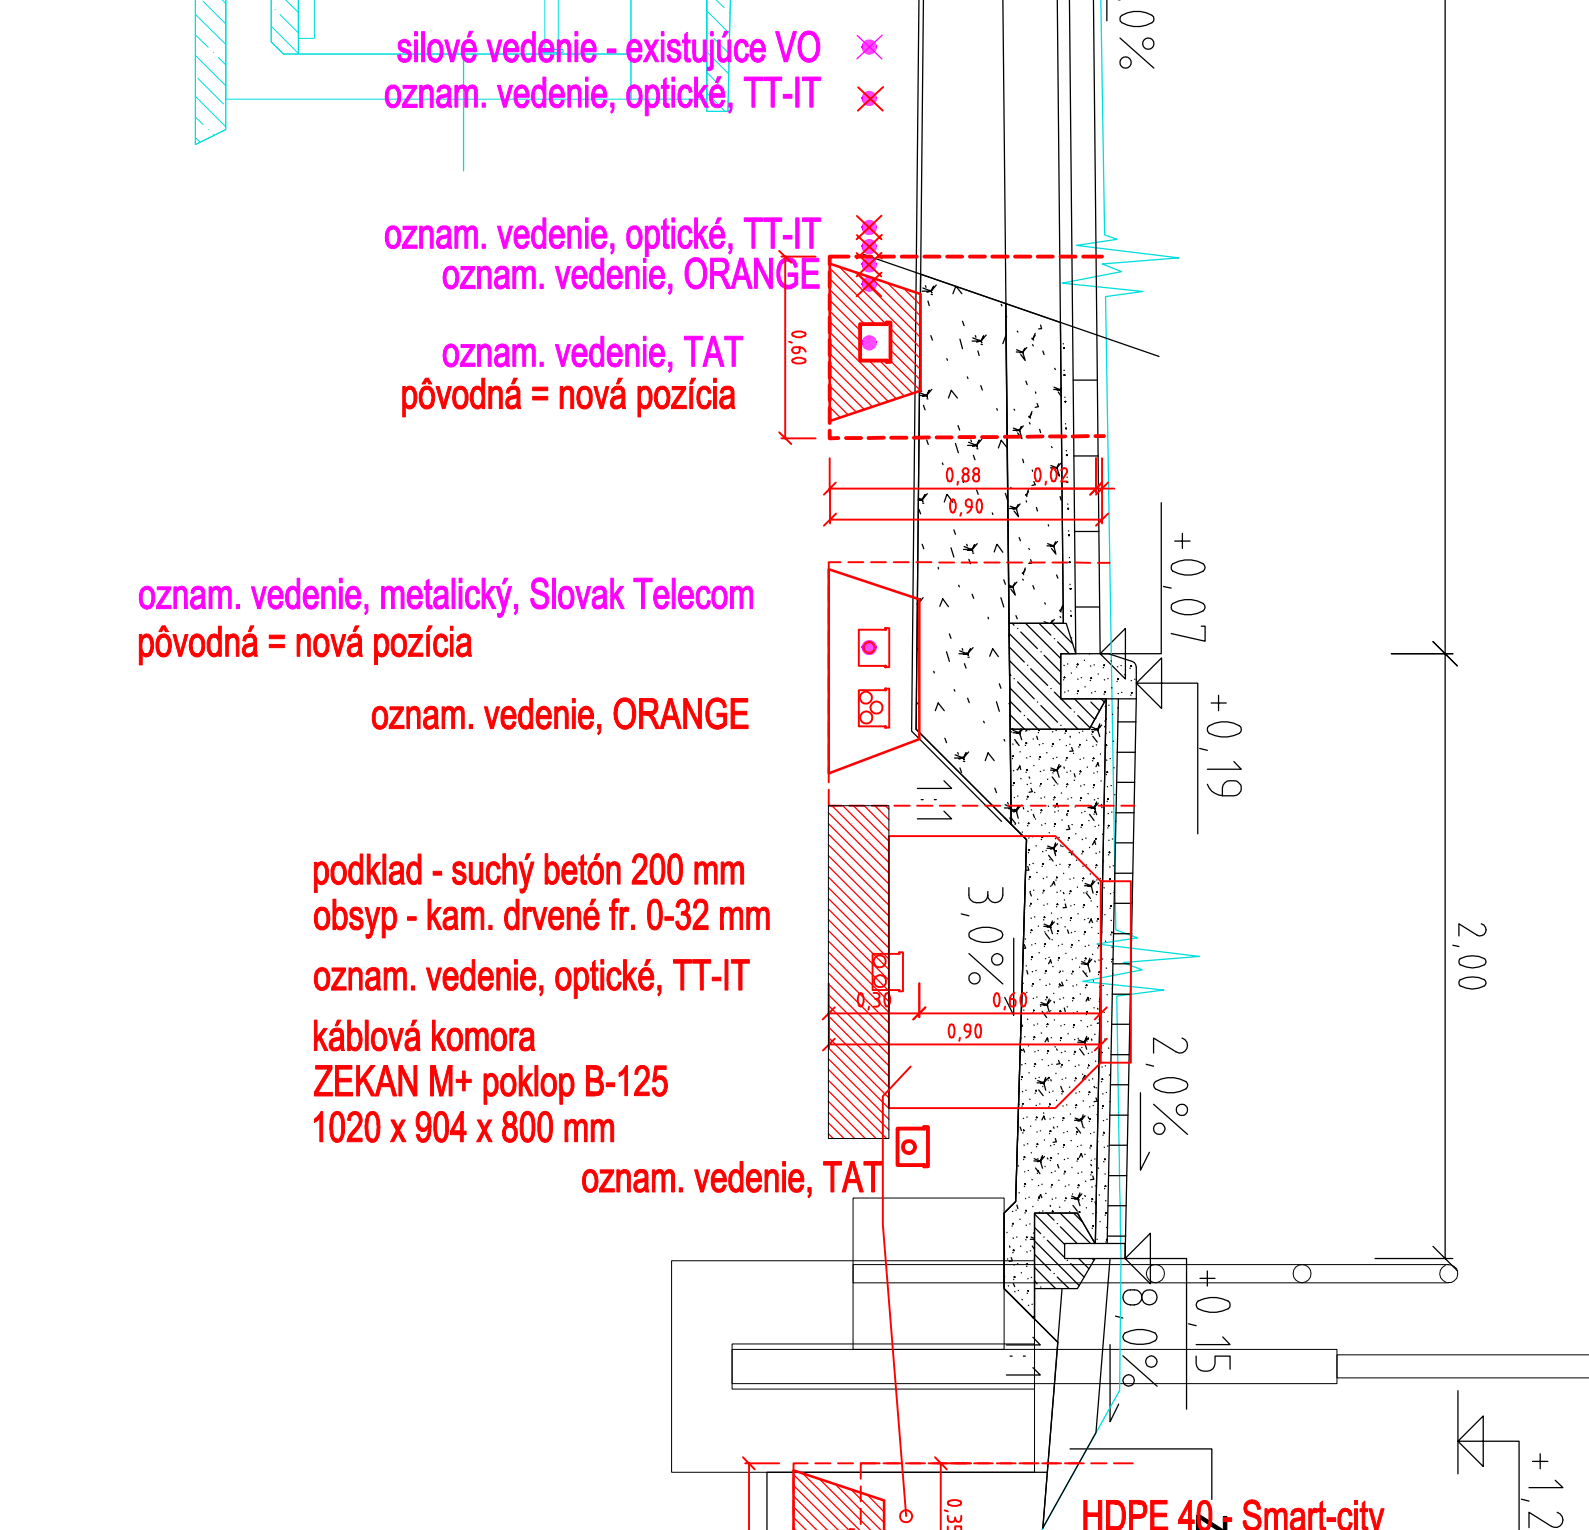 silové vedenie - existujúce VO
oznam. vedenie, optické, TT-IT
oznam. vedenie, optické, TT-IT
oznam. vedenie, ORANGE
oznam. vedenie, TAT
pôvodná = nová pozícia
0,60
0,88
0,02
0,90
oznam. vedenie, metalický, Slovak Telecom
pôvodná = nová pozícia
oznam. vedenie, ORANGE
+0,07
+0,19
1:1
podklad - suchý betón 200 mm
obsyp - kam. drvené fr. 0-32 mm
3,0%
2,00
oznam. vedenie, optické, TT-IT
0,30
0,60
0,90
káblová komora
ZEKAN M+ poklop B-125
1020 x 904 x 800 mm
2,0%
oznam. vedenie, TAT
+0,15
8,0%
1:1
HDPE 40 - Smart-city